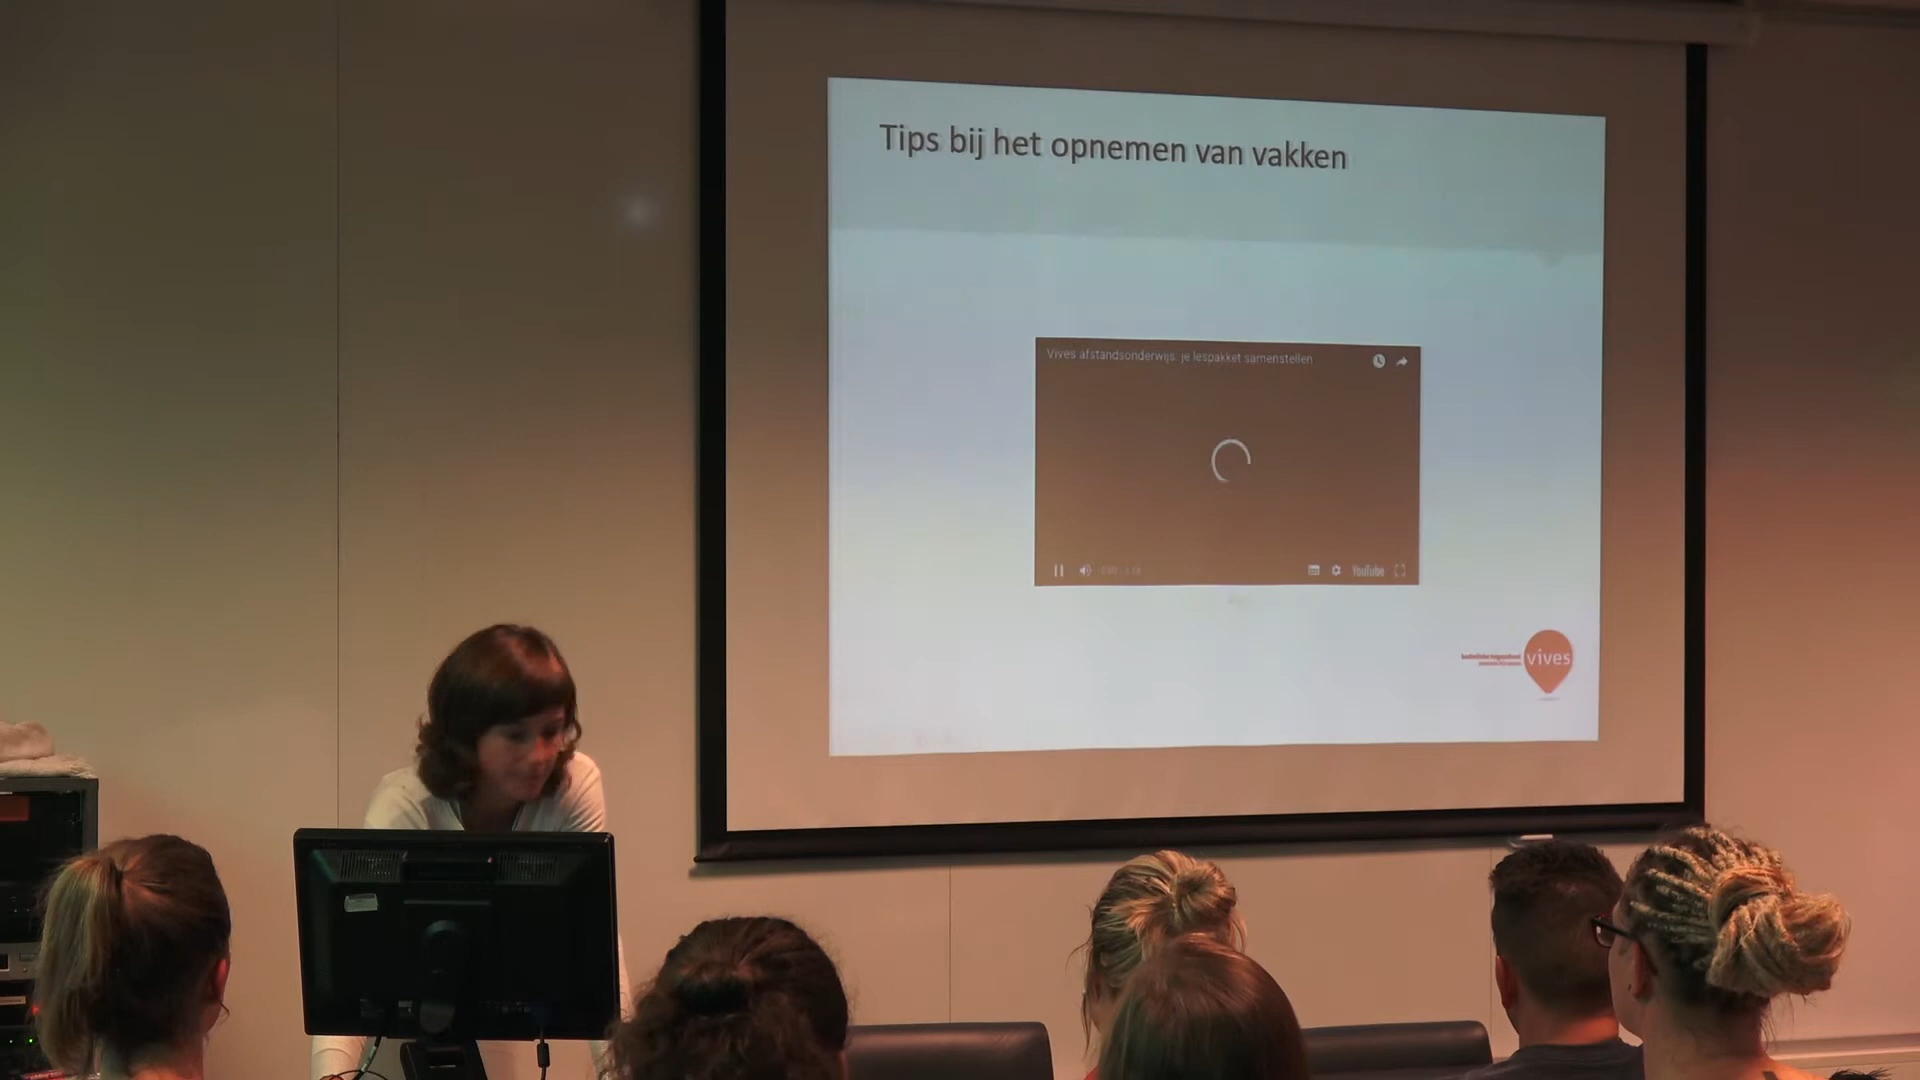 Tips bij het opnemen van vakken
Vives afstandsonderwijs: je lespakket samenstellen
YouTube
vives